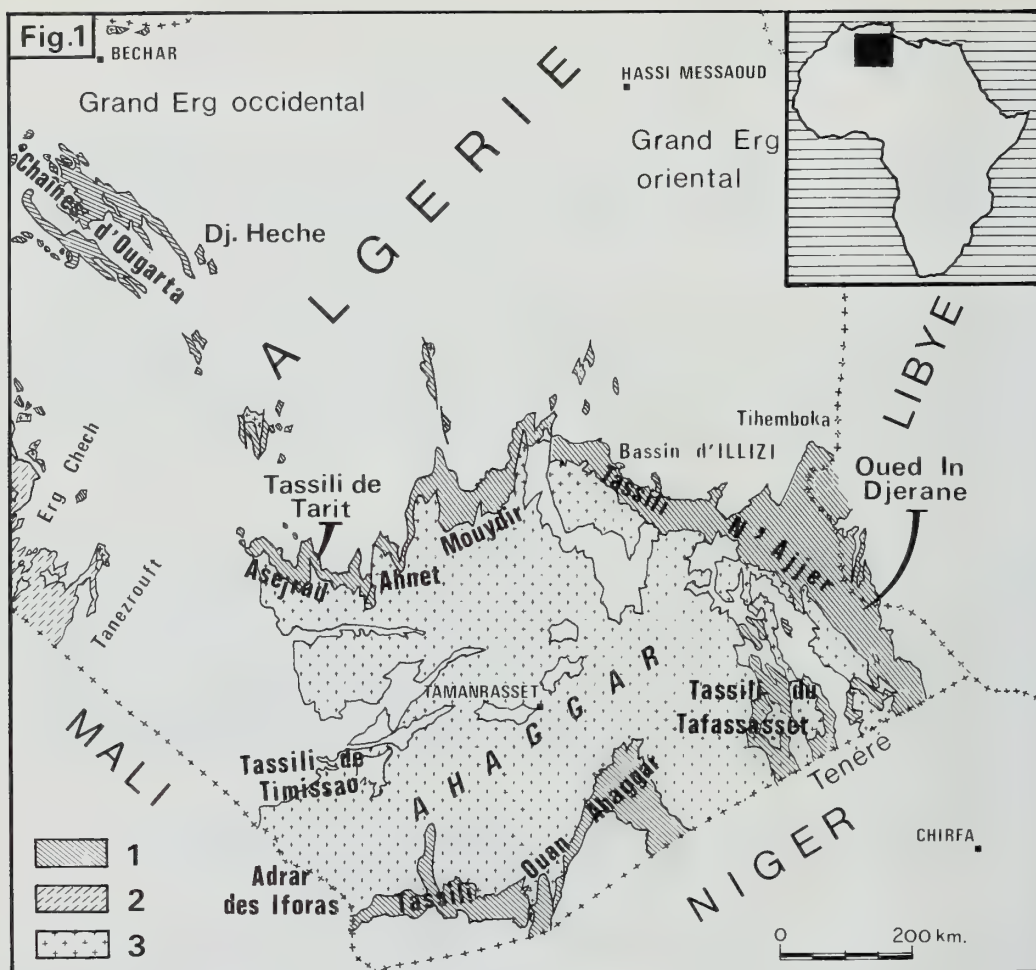 Fig.1
BECHAR
Grand Erg occidental
HASSI MESSAOUD
Grand Erg
oriental
ALGERIE
Chaînes d'Ougarta
Dj. Heche
LIBYE
Tihemboka
Bassin d'ILLIZI
Oued In
Djerane
Erg Chech
Tassili de
Tarit
Mouydir
Tassili N'Ajjer
Asejrad
Ahnet
Tanezrouft
TAMANRASSET
AHAGGAR
Tassili du
Tafassasset
MALI
Tassili de
Timissao
Tenère
Tassili Ouan Ahaggar
NIGER
CHIRFA
Adrar
des Iforas
1
2
3
0 200 km.